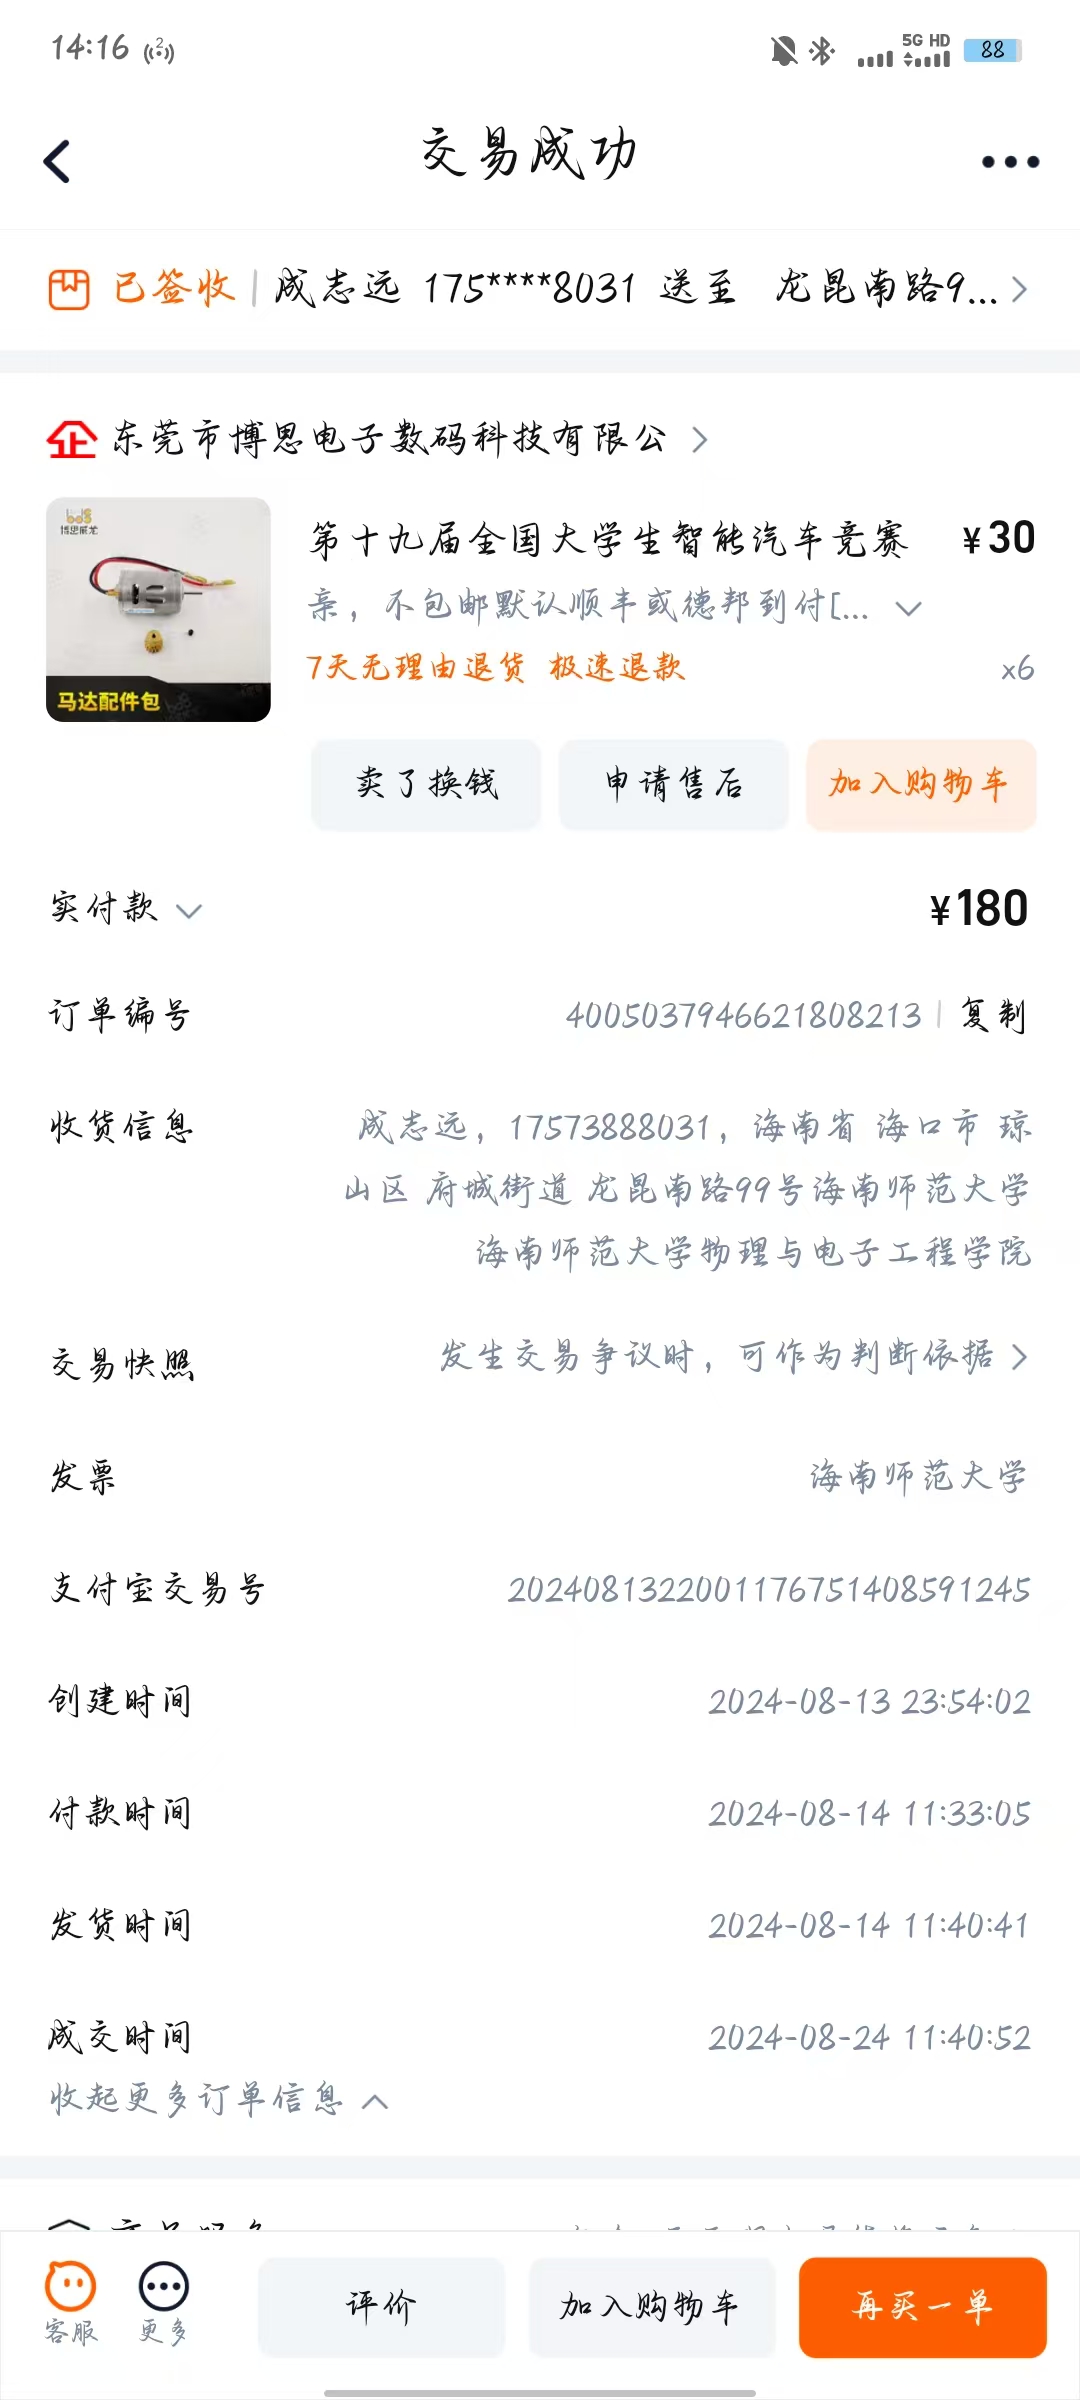 14:16
5G HD
88
交易成功
已签收 成志远 175****8031 送至 龙昆南路9...
企 东莞市博思电子数码科技有限公
博思威龙
马达配件包
第十九届全国大学生智能汽车竞赛 ¥30
亲，不包邮默认顺丰或德邦到付[...
7天无理由退货 极速退款 x6
卖了换钱 申请售后 加入购物车
实付款 ¥180
订单编号 4005037946621808213 复制
收货信息 成志远，17573888031，海南省 海口市 琼
山区 府城街道 龙昆南路99号海南师范大学
海南师范大学物理与电子工程学院
交易快照 发生交易争议时，可作为判断依据
发票 海南师范大学
支付宝交易号 2024081322001176751408591245
创建时间 2024-08-13 23:54:02
付款时间 2024-08-14 11:33:05
发货时间 2024-08-14 11:40:41
成交时间 2024-08-24 11:40:52
收起更多订单信息
客服 更多 评价 加入购物车 再买一单